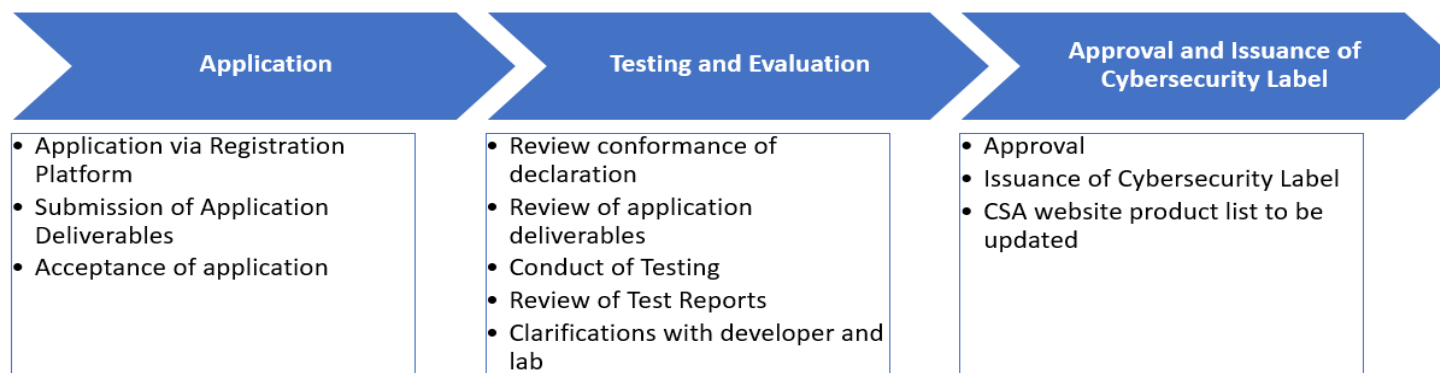 Application
• Application via Registration
Platform
• Submission of Application
Deliverables
• Acceptance of application
Testing and Evaluation
• Review conformance of
declaration
• Review of application
deliverables
• Conduct of Testing
• Review of Test Reports
• Clarifications with developer and
lab
Approval and Issuance of
Cybersecurity Label
• Approval
• Issuance of Cybersecurity Label
• CSA website product list to be
updated